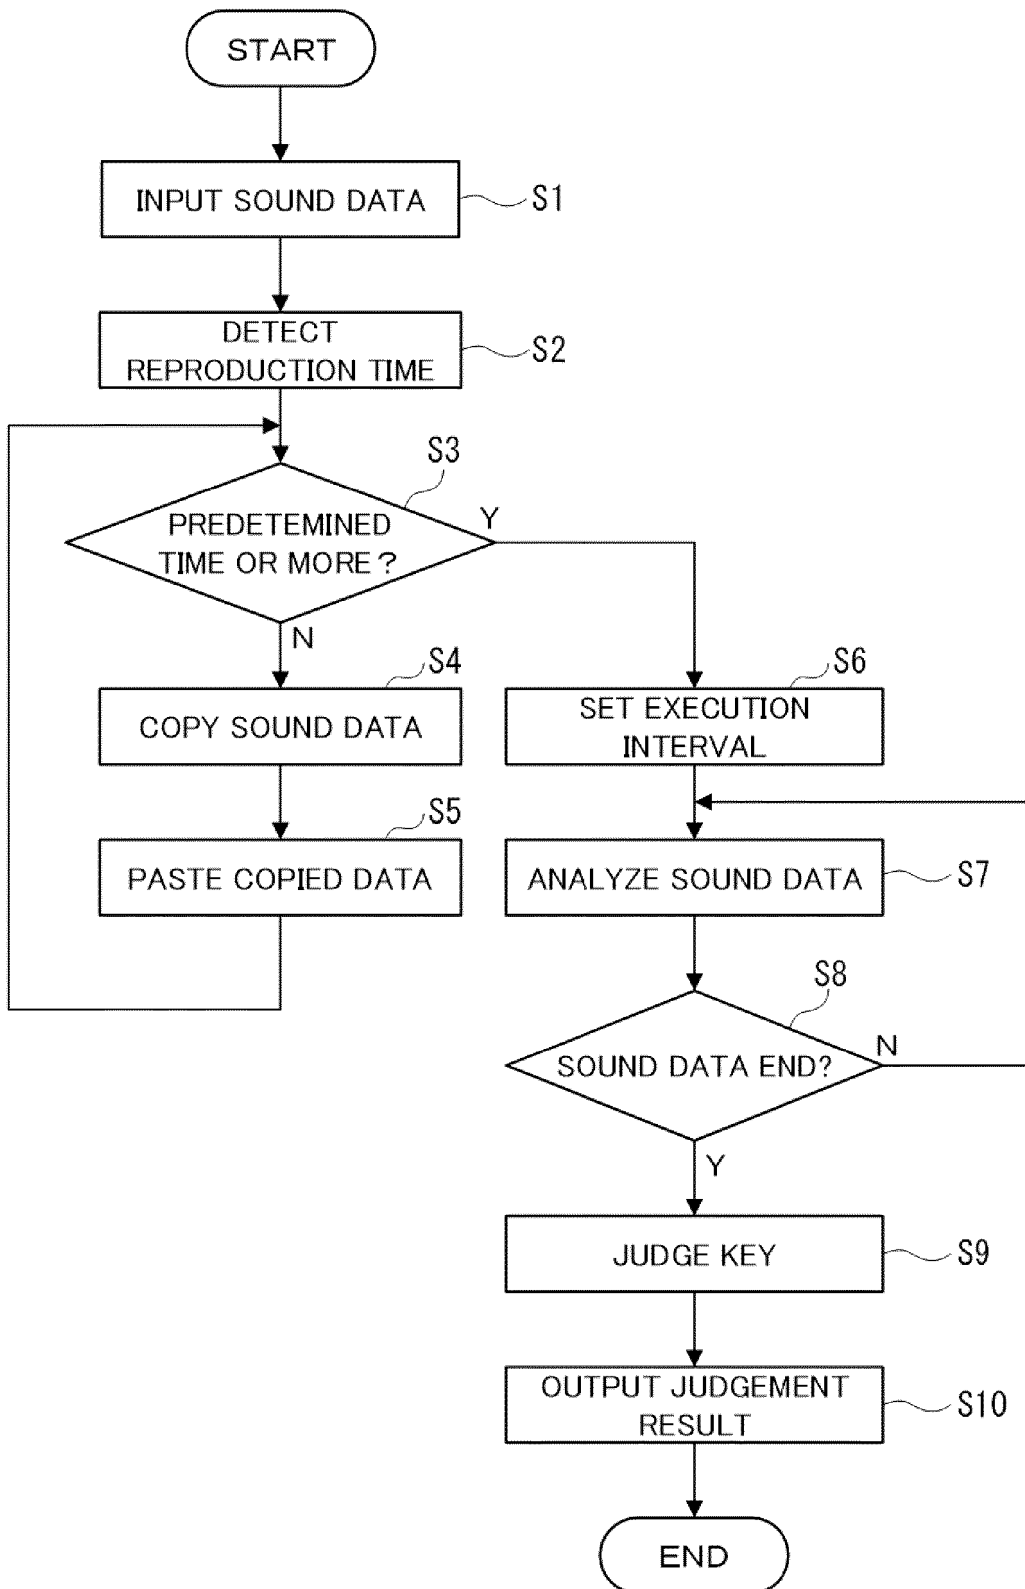 START
INPUT SOUND DATA
S1
DETECT
REPRODUCTION TIME
S2
S3
PREDETEMINED
TIME OR MORE?
Y
N
S4
COPY SOUND DATA
S5
PASTE COPIED DATA
S6
SET EXECUTION
INTERVAL
ANALYZE SOUND DATA
S7
S8
SOUND DATA END?
N
Y
JUDGE KEY
S9
OUTPUT JUDGEMENT
RESULT
S10
END